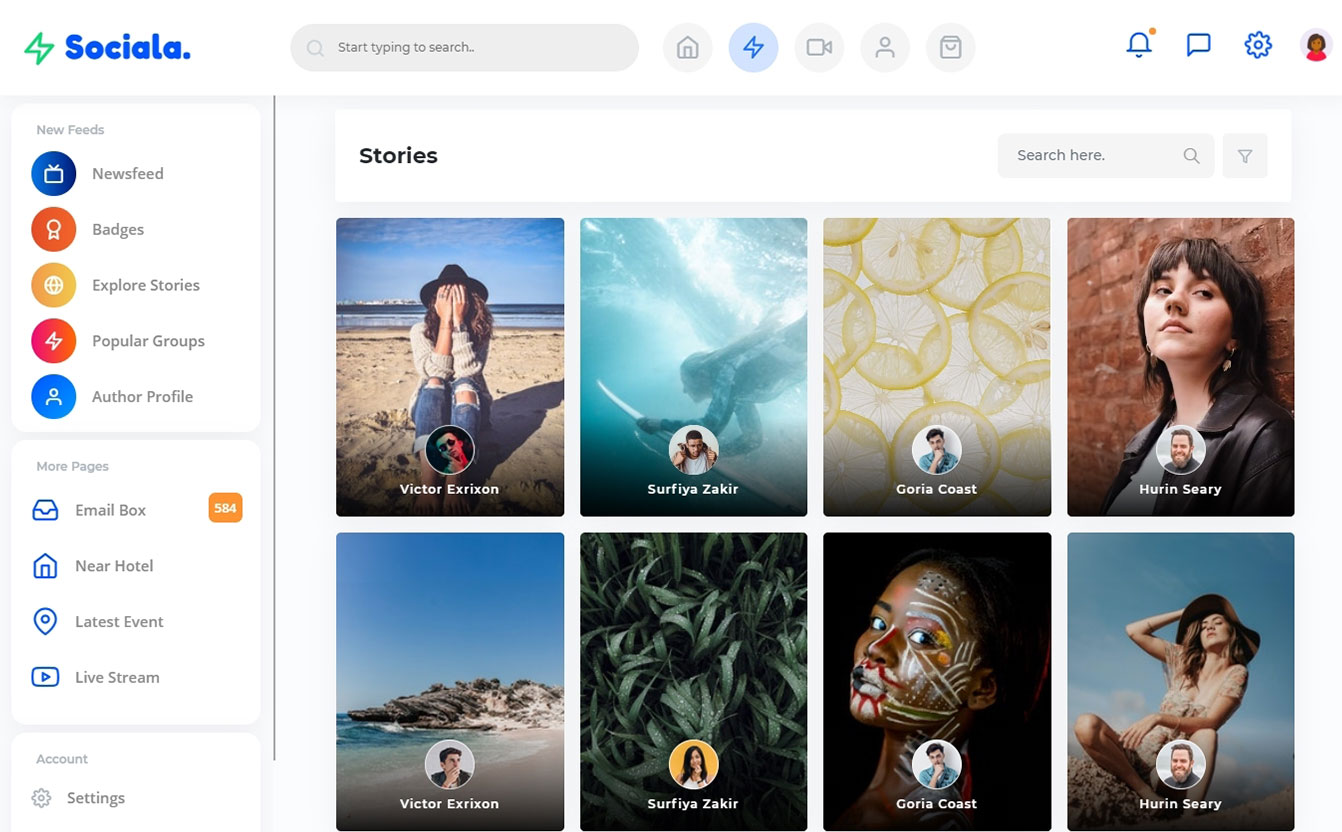 Sociala.
Start typing to search..
New Feeds
Newsfeed
Badges
Explore Stories
Popular Groups
Author Profile
More Pages
Email Box
584
Near Hotel
Latest Event
Live Stream
Account
Settings
Stories
Search here.
Victor Exrixon
Surfiya Zakir
Goria Coast
Hurin Seary
Victor Exrixon
Surfiya Zakir
Goria Coast
Hurin Seary